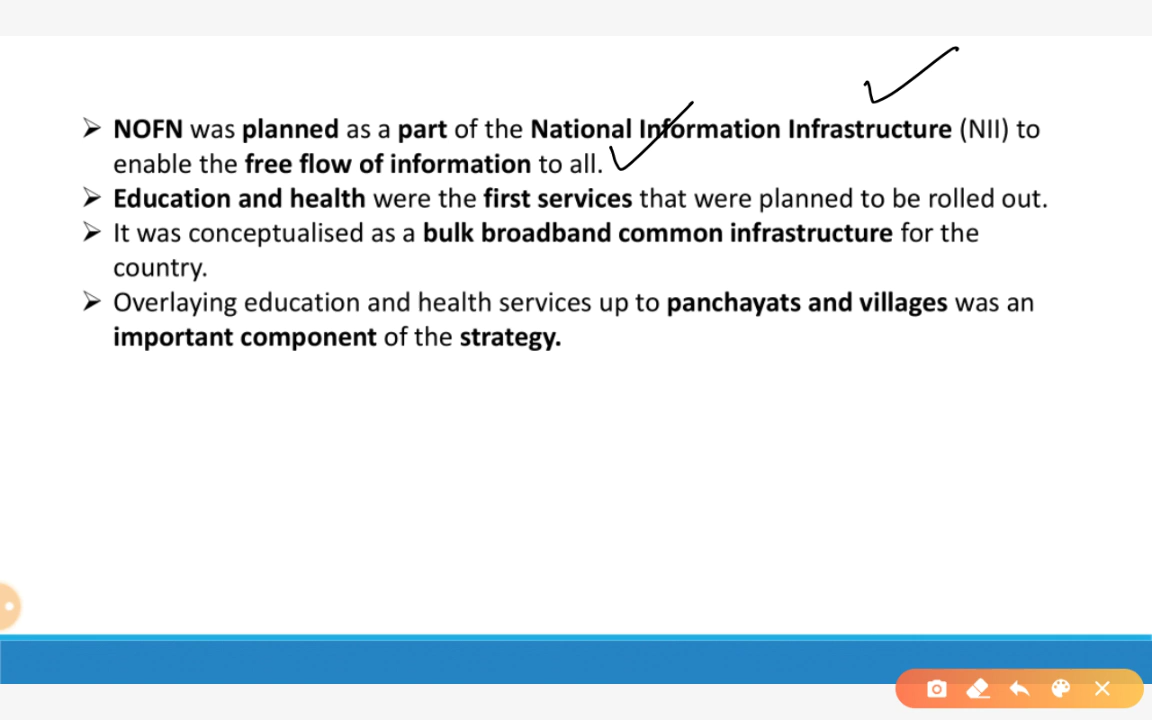 ➢ NOFN was planned as a part of the National Information Infrastructure (NII) to
enable the free flow of information to all.
➢ Education and health were the first services that were planned to be rolled out.
➢ It was conceptualised as a bulk broadband common infrastructure for the
country.
➢ Overlaying education and health services up to panchayats and villages was an
important component of the strategy.